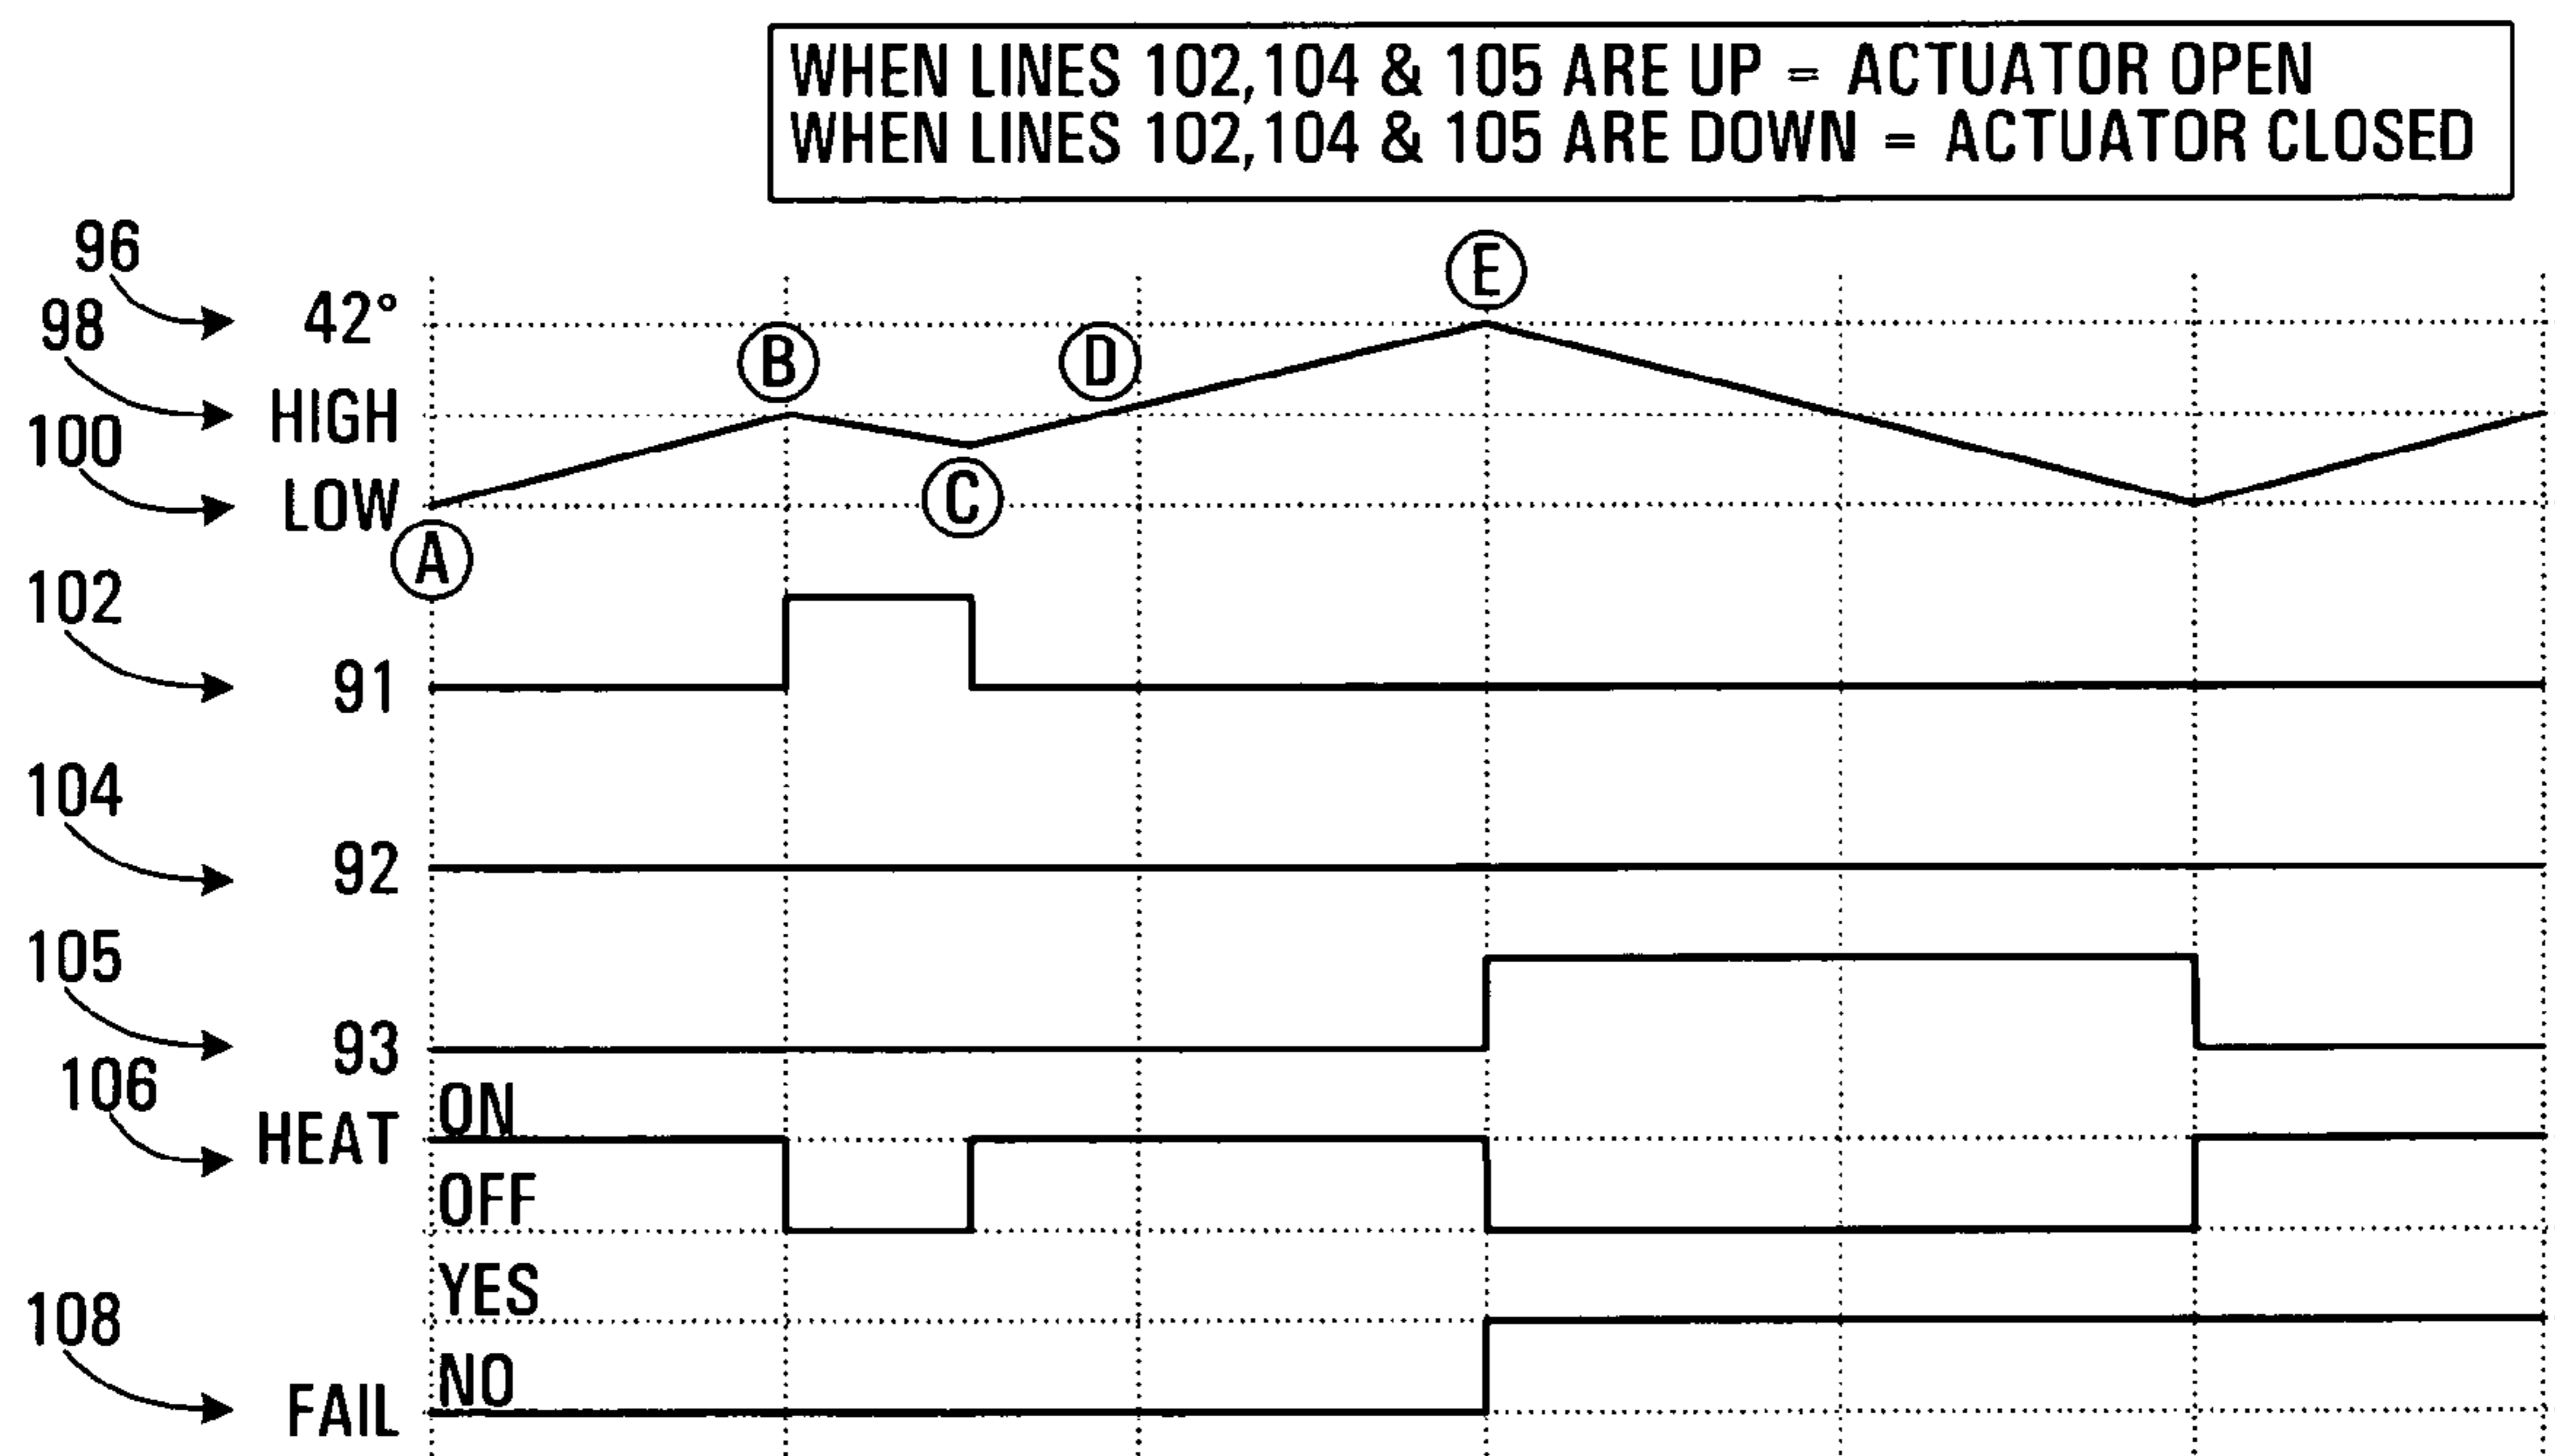 WHEN LINES 102,104 & 105 ARE UP = ACTUATOR OPEN
WHEN LINES 102,104 & 105 ARE DOWN = ACTUATOR CLOSED
96
E
42°
98
B
D
HIGH
100
LOW
C
A
102
91
104
92
105
93
106
ON
HEAT
OFF
YES
108
NO
FAIL